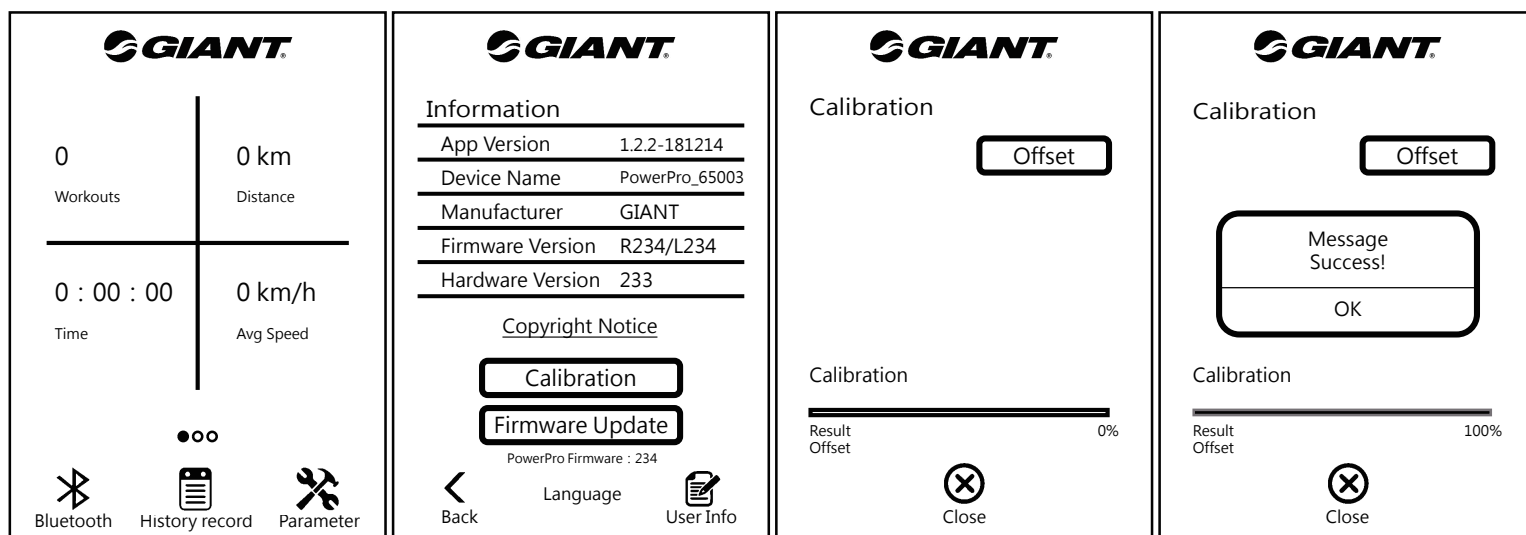 GIANT®
0
Workouts
0 km
Distance
0 : 00 : 00
Time
0 km/h
Avg Speed
Bluetooth
History record
Parameter
GIANT®
Information
App Version 1.2.2-181214
Device Name PowerPro_65003
Manufacturer GIANT
Firmware Version R234/L234
Hardware Version 233
Copyright Notice
Calibration
Firmware Update
PowerPro Firmware : 234
Back
Language
User Info
GIANT®
Calibration
Offset
Calibration
Result 0%
Offset
Close
GIANT®
Calibration
Offset
Message
Success!
OK
Calibration
Result 100%
Offset
Close